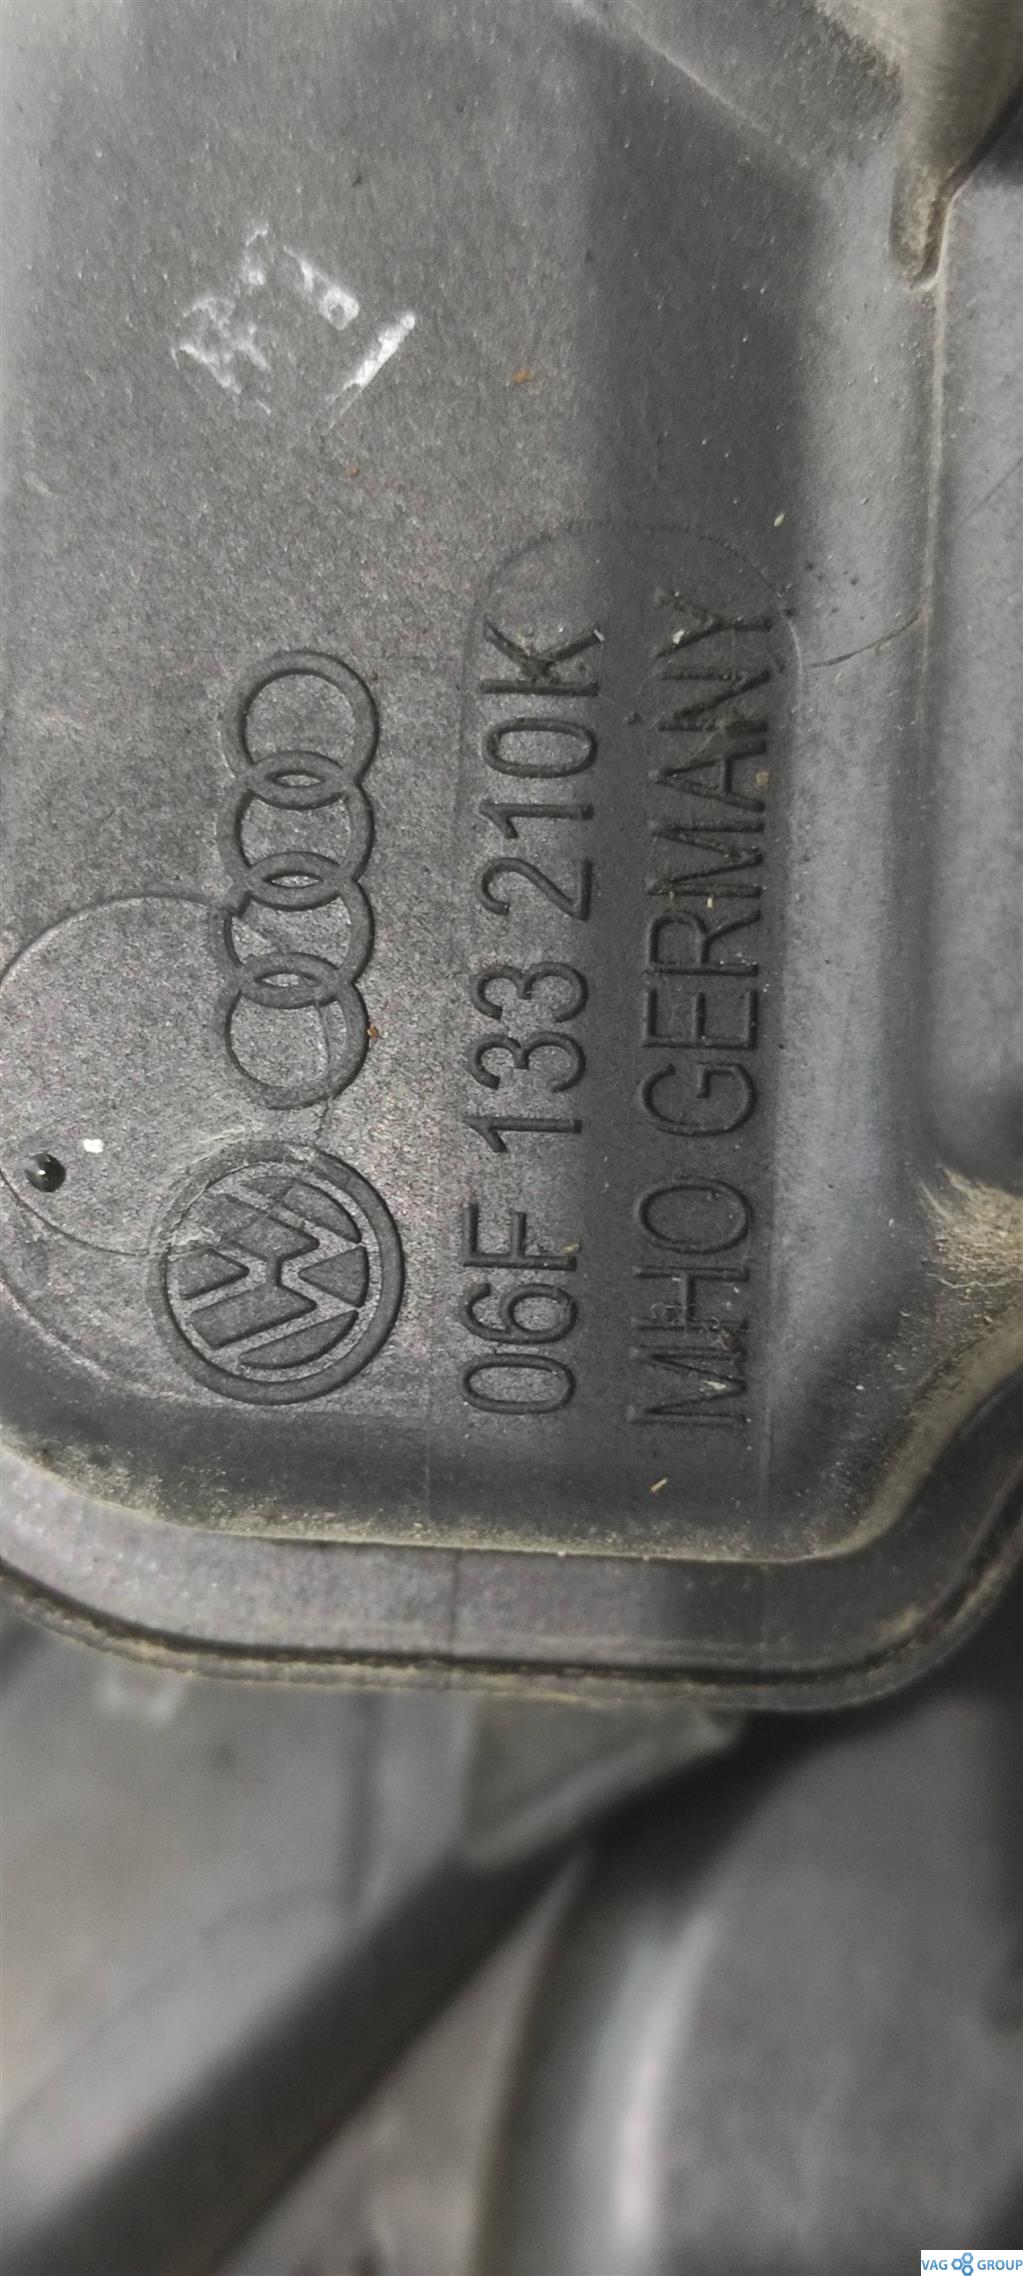 06F 133 210K
MHO GERMANY
VAG GROUP